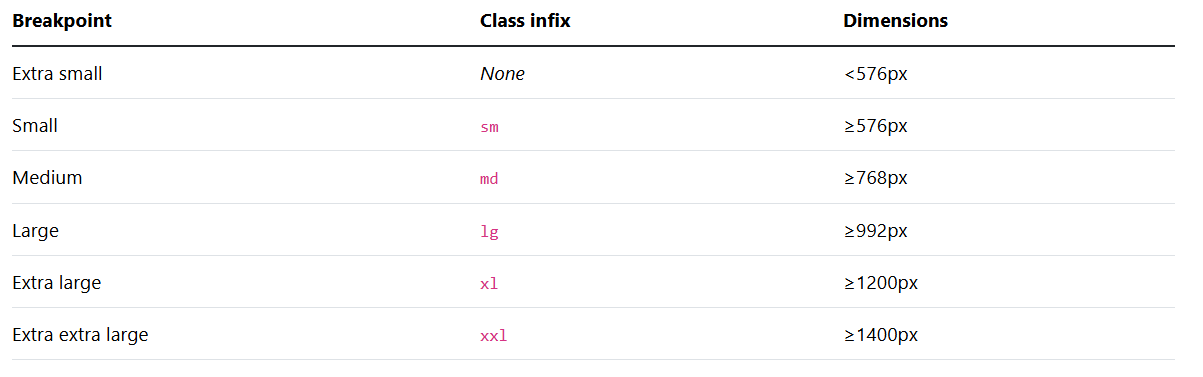 Breakpoint Class infix Dimensions
Extra small None <576px
Small sm ≥576px
Medium md ≥768px
Large lg ≥992px
Extra large xl ≥1200px
Extra extra large xxl ≥1400px